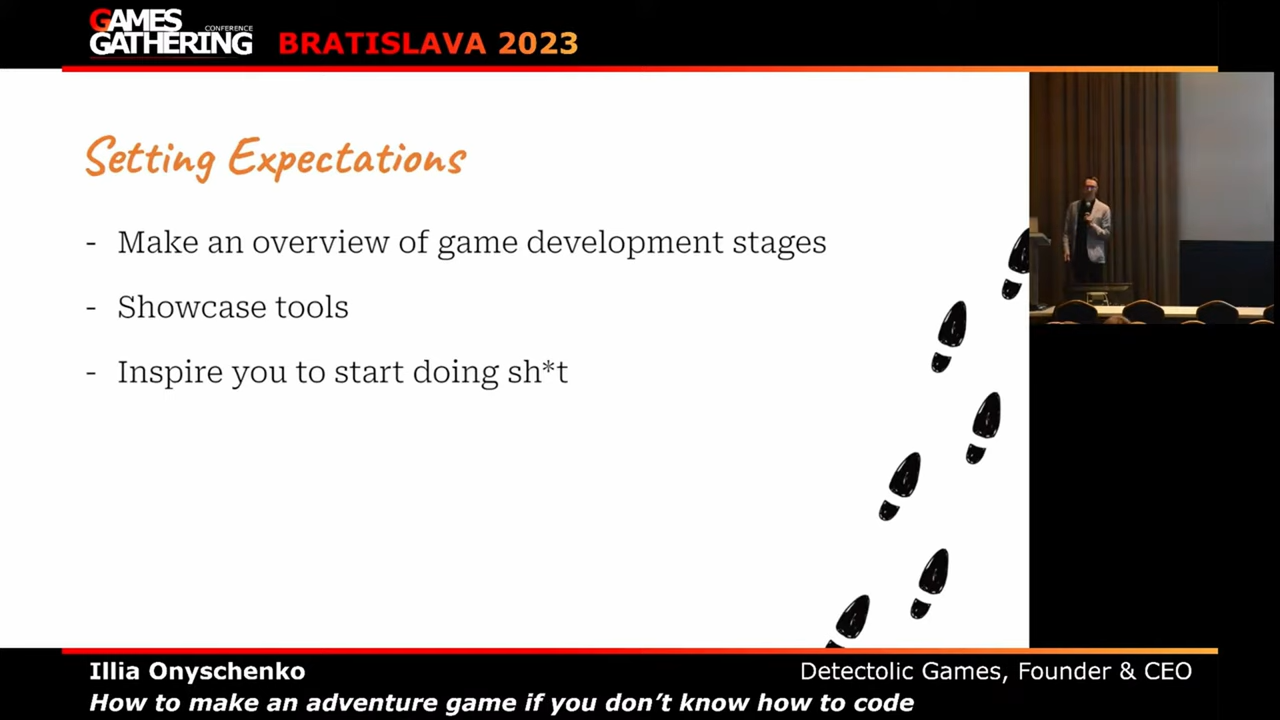 GAMES
CONFERENCE
GATHERING
BRATISLAVA 2023
Setting Expectations
- Make an overview of game development stages
- Showcase tools
- Inspire you to start doing sh*t
Illia Onyschenko
Detectolic Games, Founder & CEO
How to make an adventure game if you don't know how to code